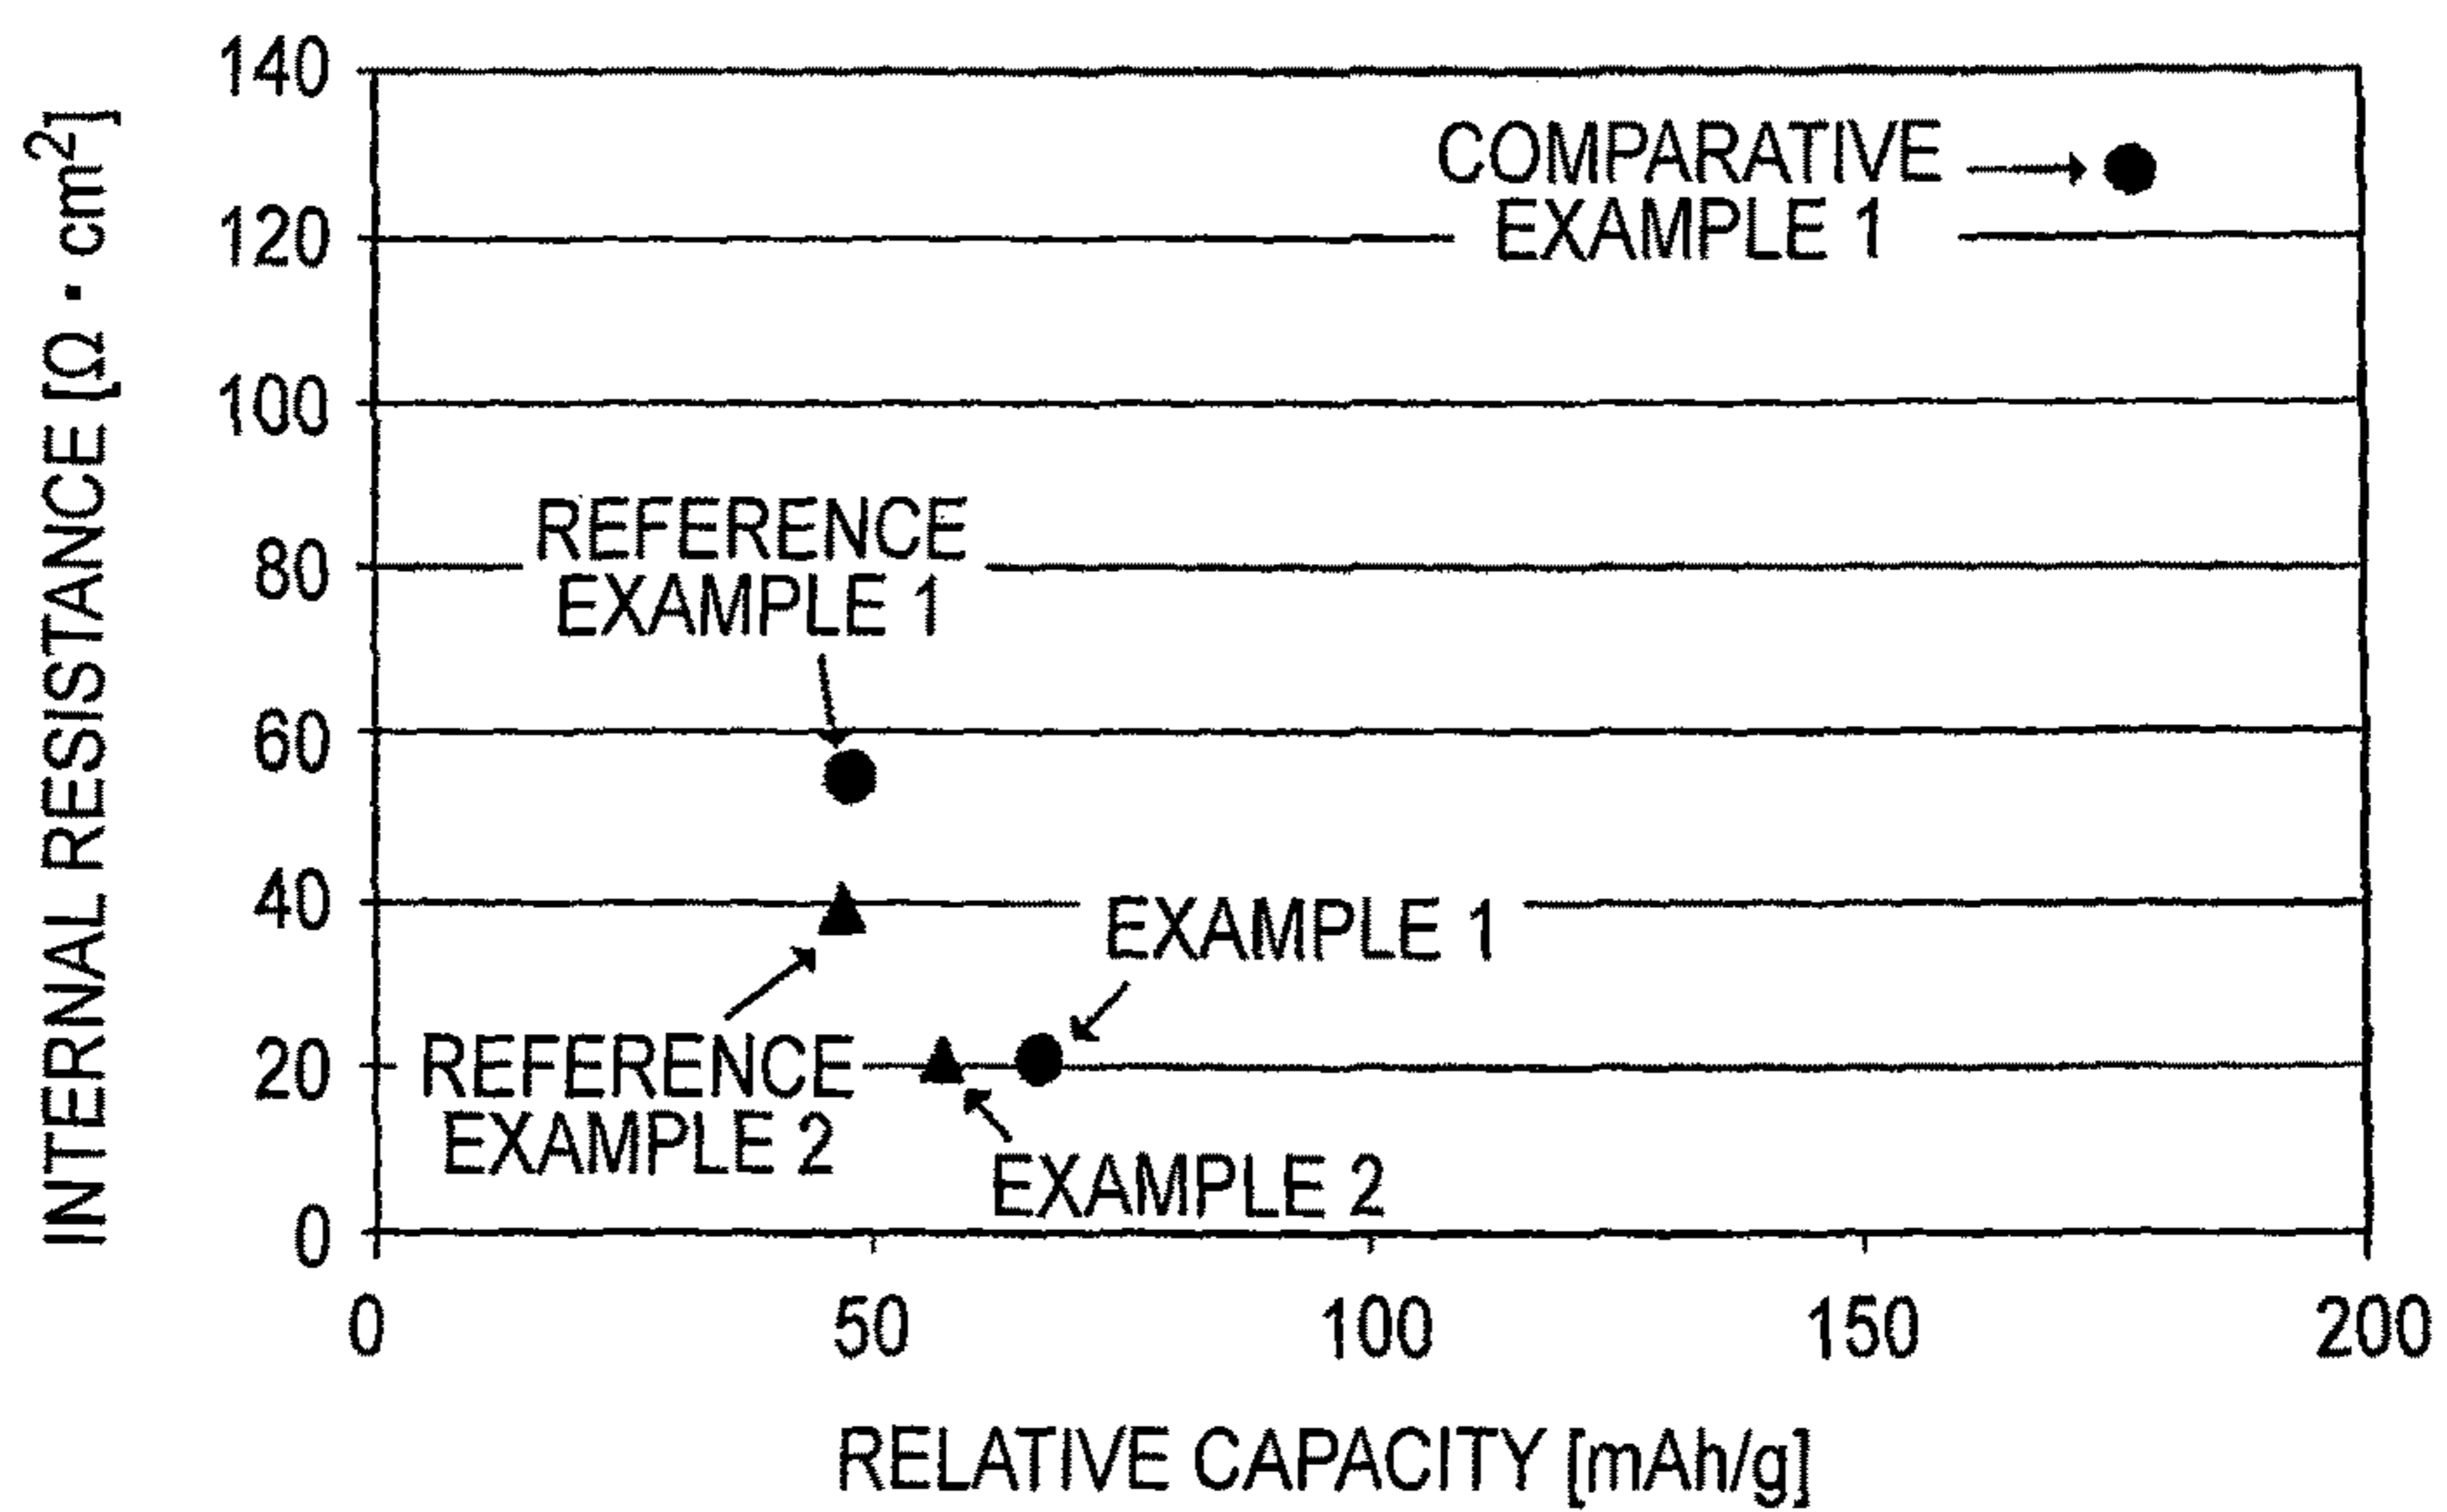 INTERNAL RESISTANCE [Ω・cm²]
140
120
100
80
60
40
20
0
COMPARATIVE
EXAMPLE 1
REFERENCE
EXAMPLE 1
EXAMPLE 1
REFERENCE
EXAMPLE 2
EXAMPLE 2
0 50 100 150 200
RELATIVE CAPACITY [mAh/g]